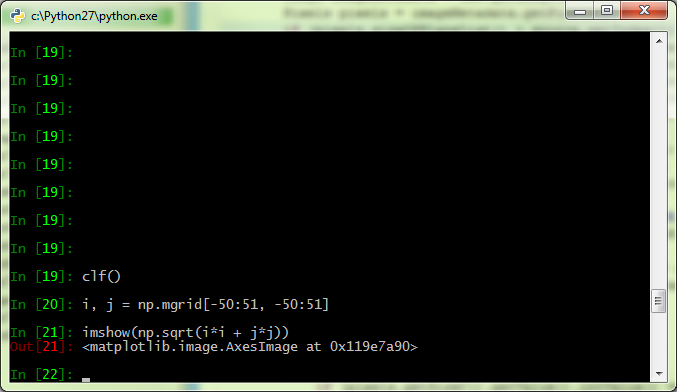 c:\Python27\python.exe
In [19]:
In [19]:
In [19]:
In [19]:
In [19]:
In [19]:
In [19]:
In [19]:
In [19]: clf()
In [20]: i, j = np.mgrid[-50:51, -50:51]
In [21]: imshow(np.sqrt(i*i + j*j))
Out[21]: <matplotlib.image.AxesImage at 0x119e7a90>
In [22]: